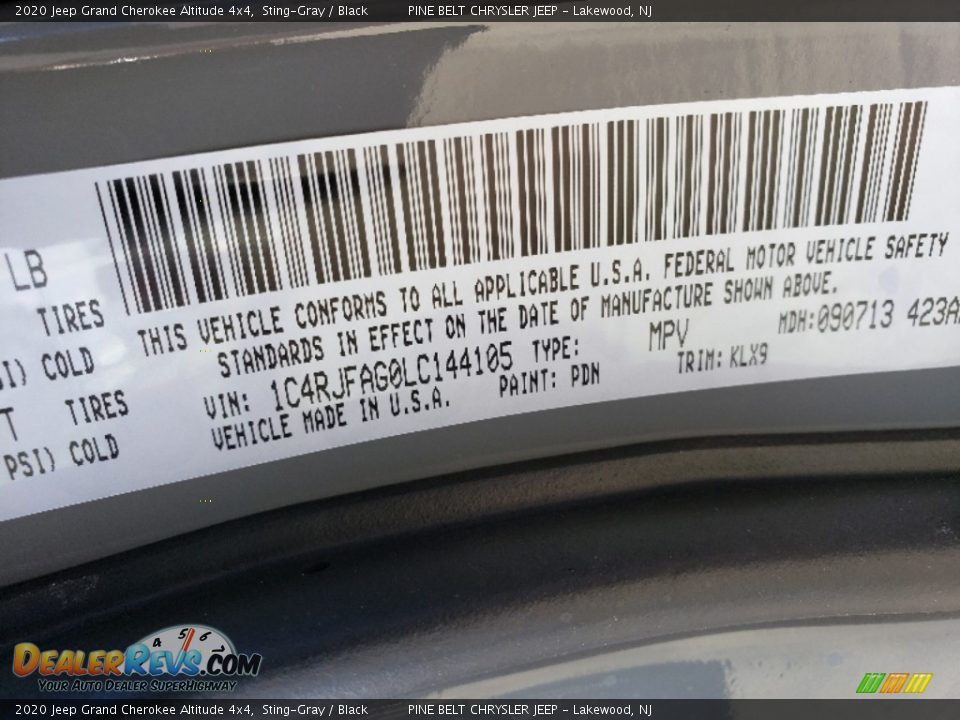 2020 Jeep Grand Cherokee Altitude 4x4, Sting-Gray / Black PINE BELT CHRYSLER JEEP - Lakewood, NJ
LB
TIRES
COLD
T TIRES
PSI) COLD
THIS VEHICLE CONFORMS TO ALL APPLICABLE U.S.A. FEDERAL MOTOR VEHICLE SAFETY
STANDARDS IN EFFECT ON THE DATE OF MANUFACTURE SHOWN ABOVE.
VIN: 1C4RJFAG0LC144105 TYPE: MPV MDH:090713 423A
VEHICLE MADE IN U.S.A. PAINT: PDN TRIM: KLX9
4 5 6
DEALERREVS.COM
YOUR AUTO DEALER SUPERHIGHWAY
2020 Jeep Grand Cherokee Altitude 4x4, Sting-Gray / Black PINE BELT CHRYSLER JEEP - Lakewood, NJ